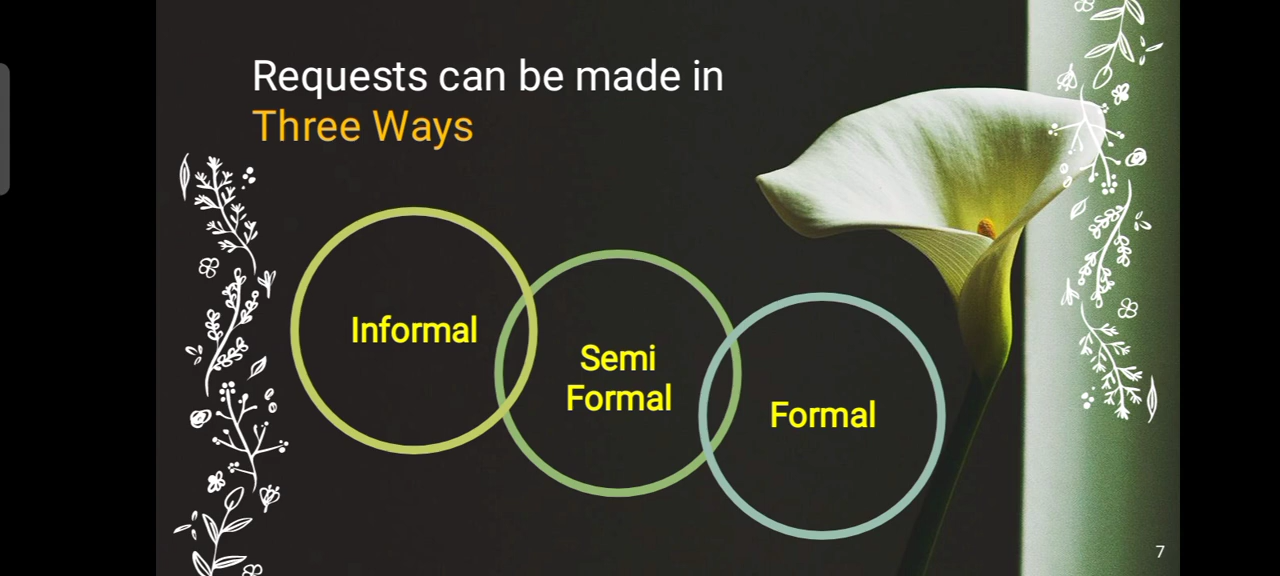 Requests can be made in
Three Ways
Informal
Semi
Formal
Formal
7